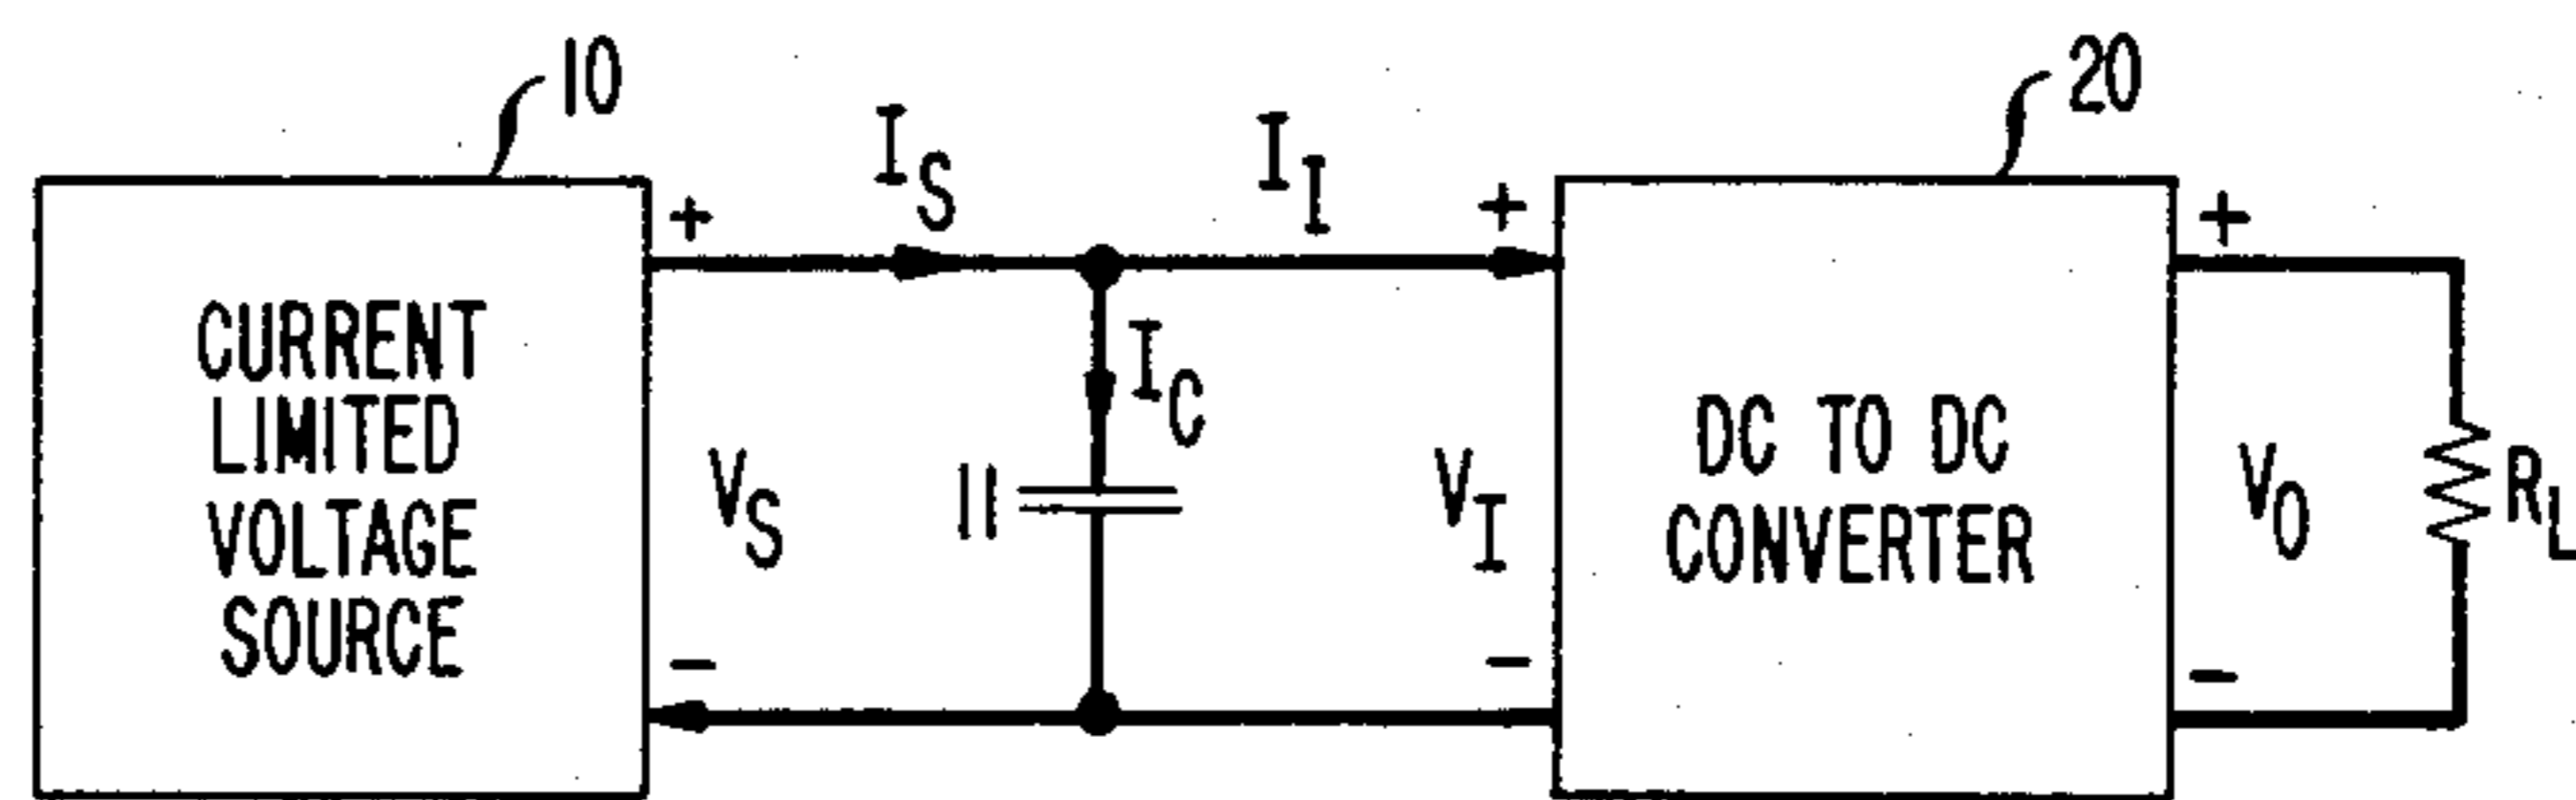 10
20
I_S
I_I
+
+
+
CURRENT
LIMITED
VOLTAGE
SOURCE
I_C
V_S
11
V_I
DC TO DC
CONVERTER
V_O
R_L
−
−
−